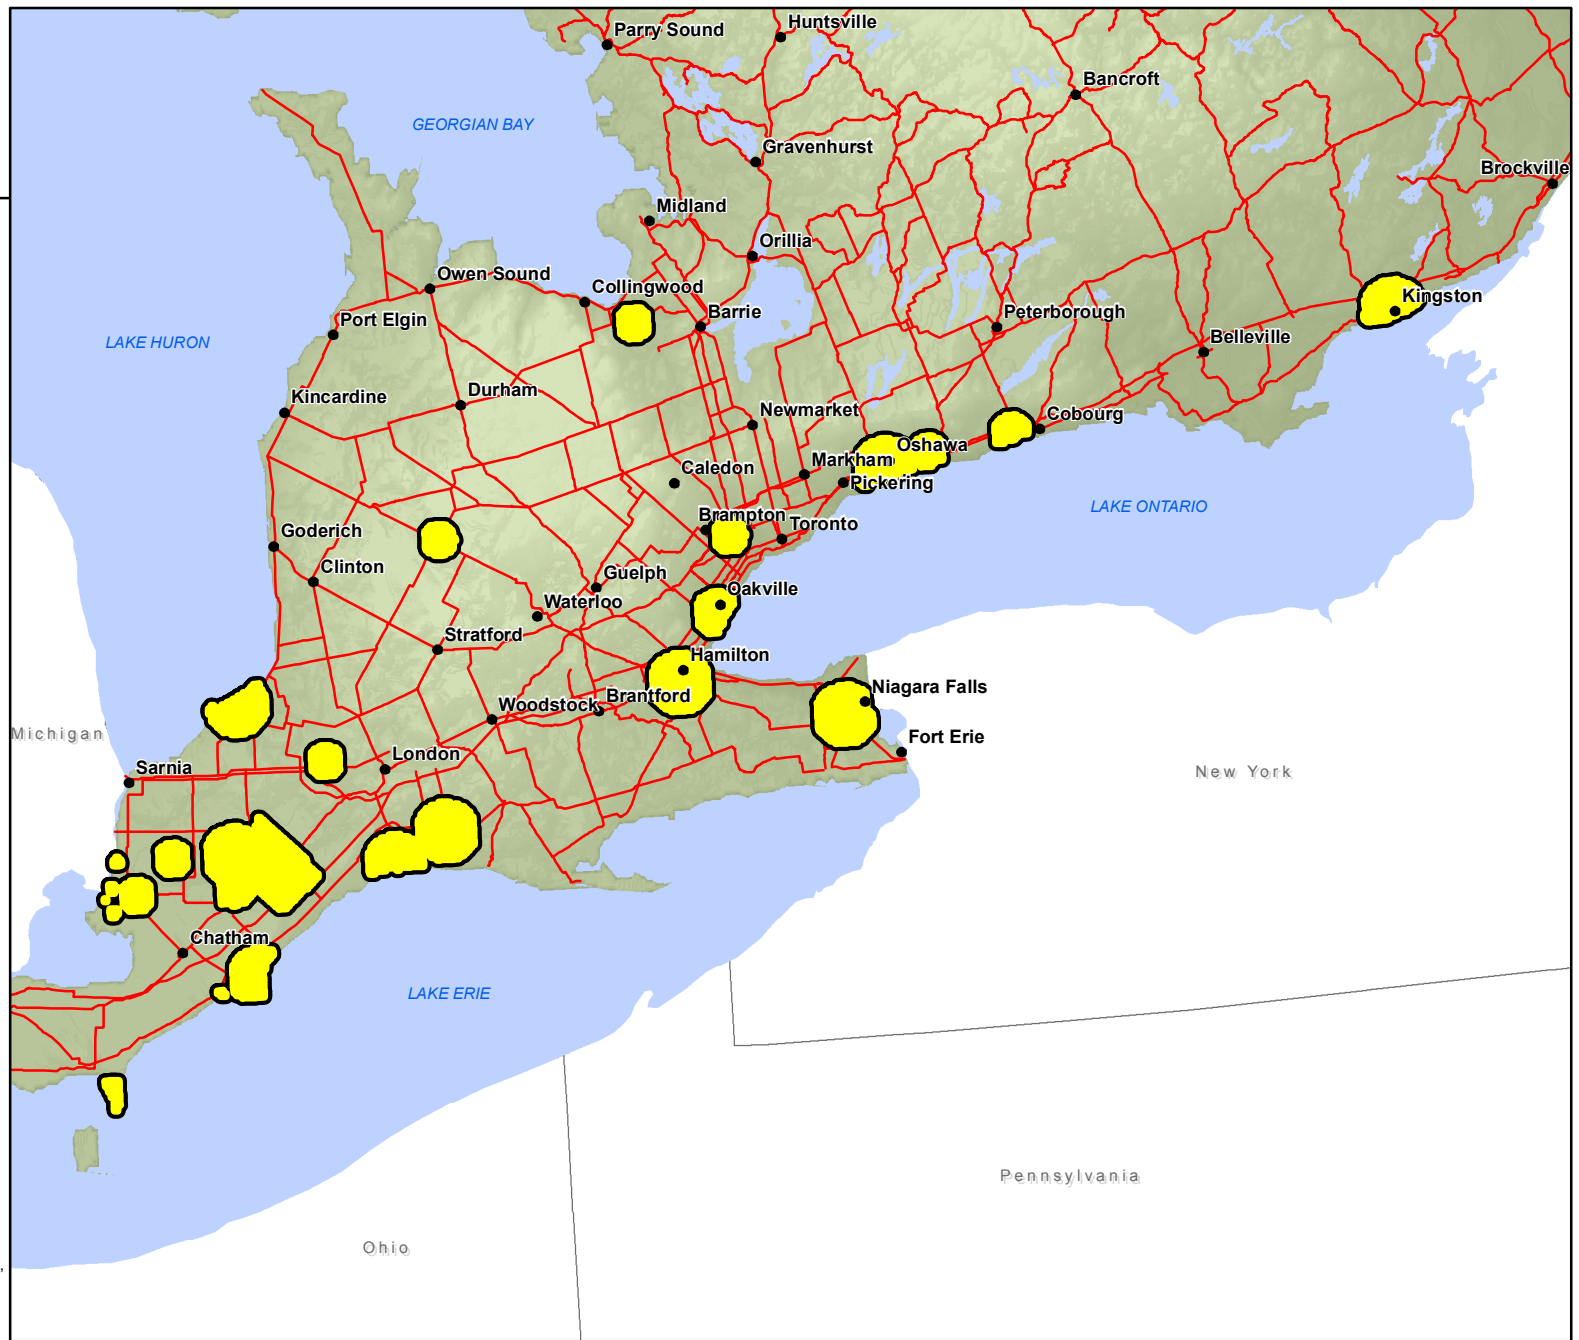 Huntsville
Parry Sound
Bancroft
GEORGIAN BAY
Gravenhurst
Brockville
Midland
Orillia
Owen Sound
Collingwood
Kingston
Barrie
Peterborough
Port Elgin
Belleville
LAKE HURON
Durham
Kincardine
Newmarket
Cobourg
Oshawa
Markham
Caledon
Pickering
LAKE ONTARIO
Brampton
Toronto
Goderich
Clinton
Guelph
Oakville
Waterloo
Stratford
Hamilton
Niagara Falls
Brantford
Woodstock
Michigan
Fort Erie
London
Sarnia
New York
Chatham
LAKE ERIE
Pennsylvania
Ohio
,